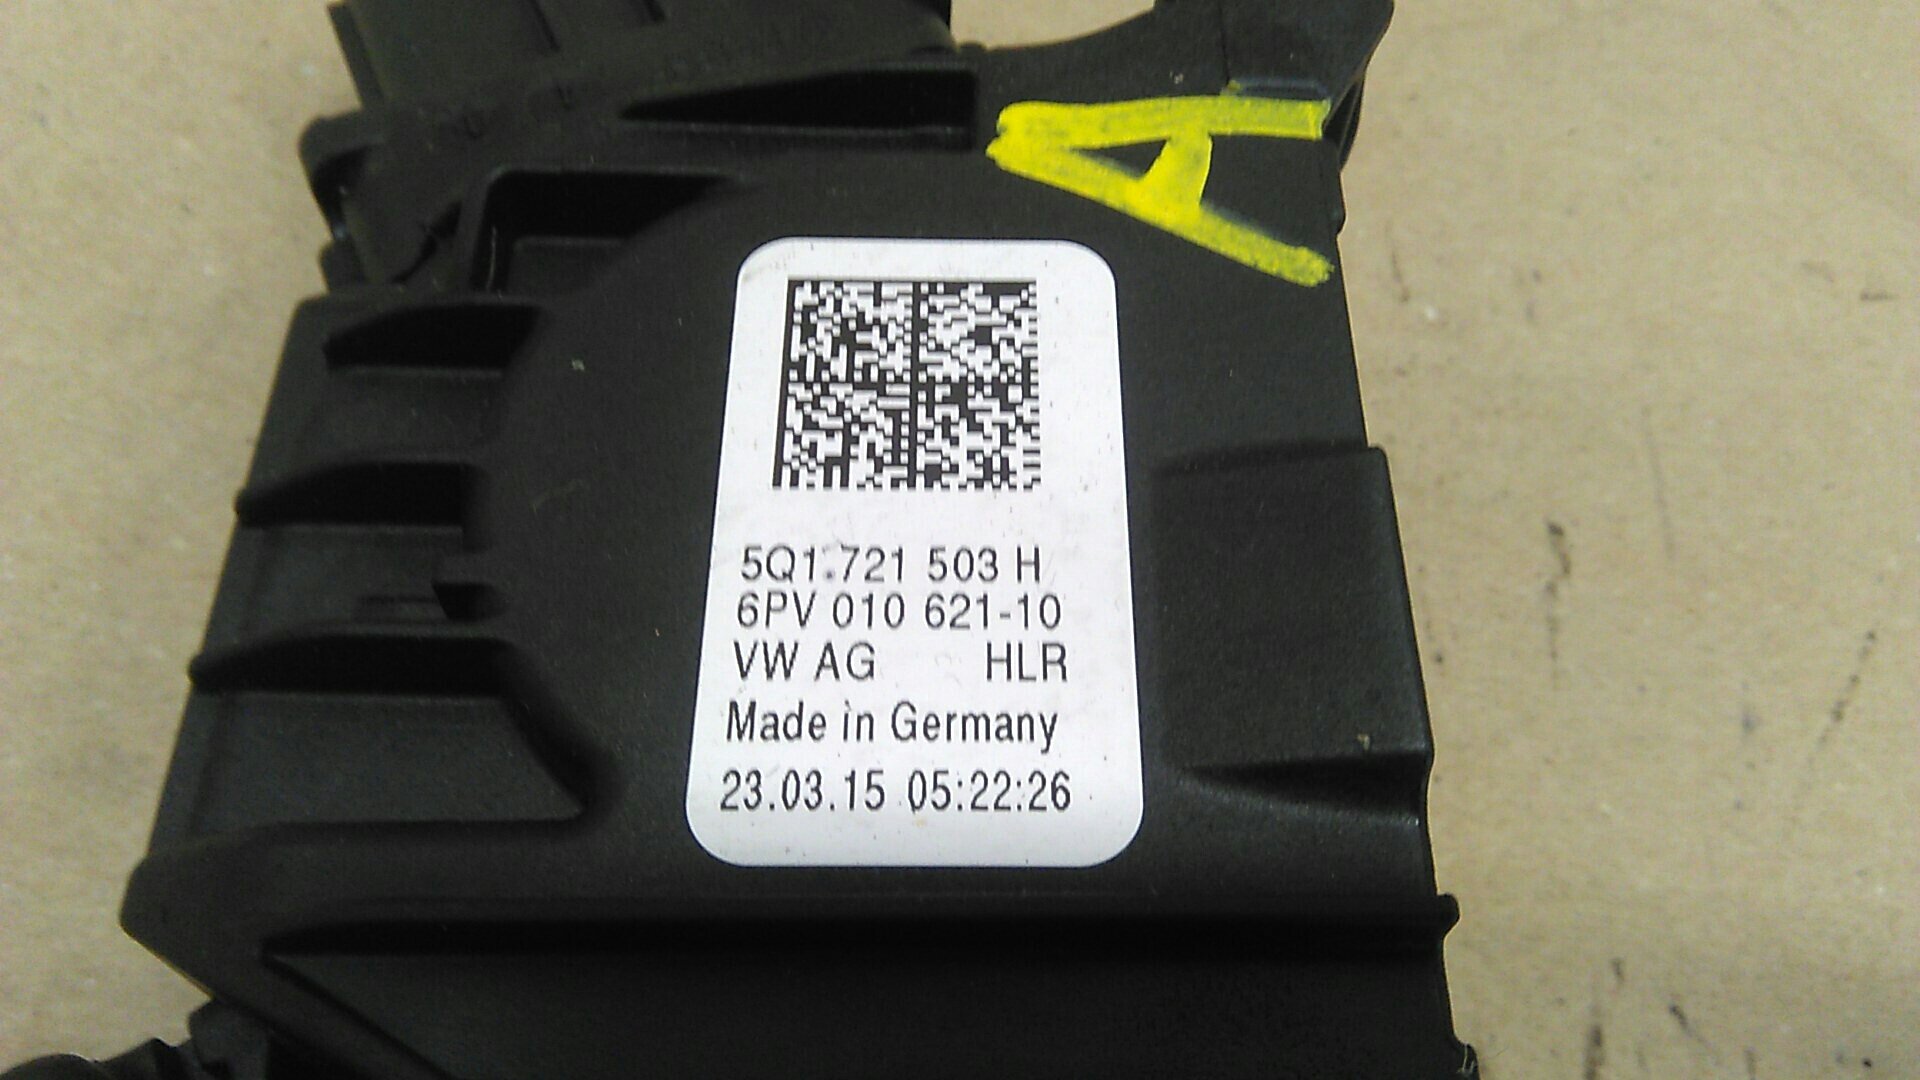 A
5Q1.721 503 H
6PV 010 621-10
VW AG HLR
Made in Germany
23.03.15 05:22:26